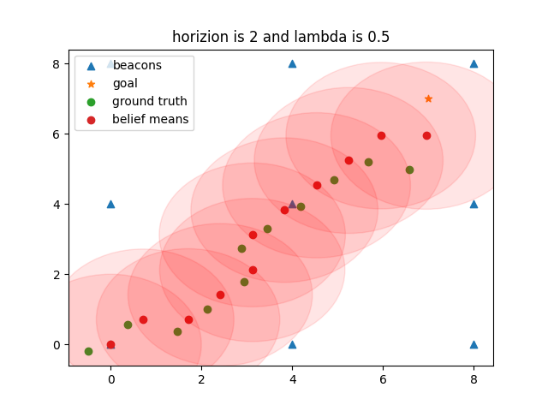 horizion is 2 and lambda is 0.5
beacons
goal
ground truth
belief means
8
6
4
2
0
0
2
4
6
8